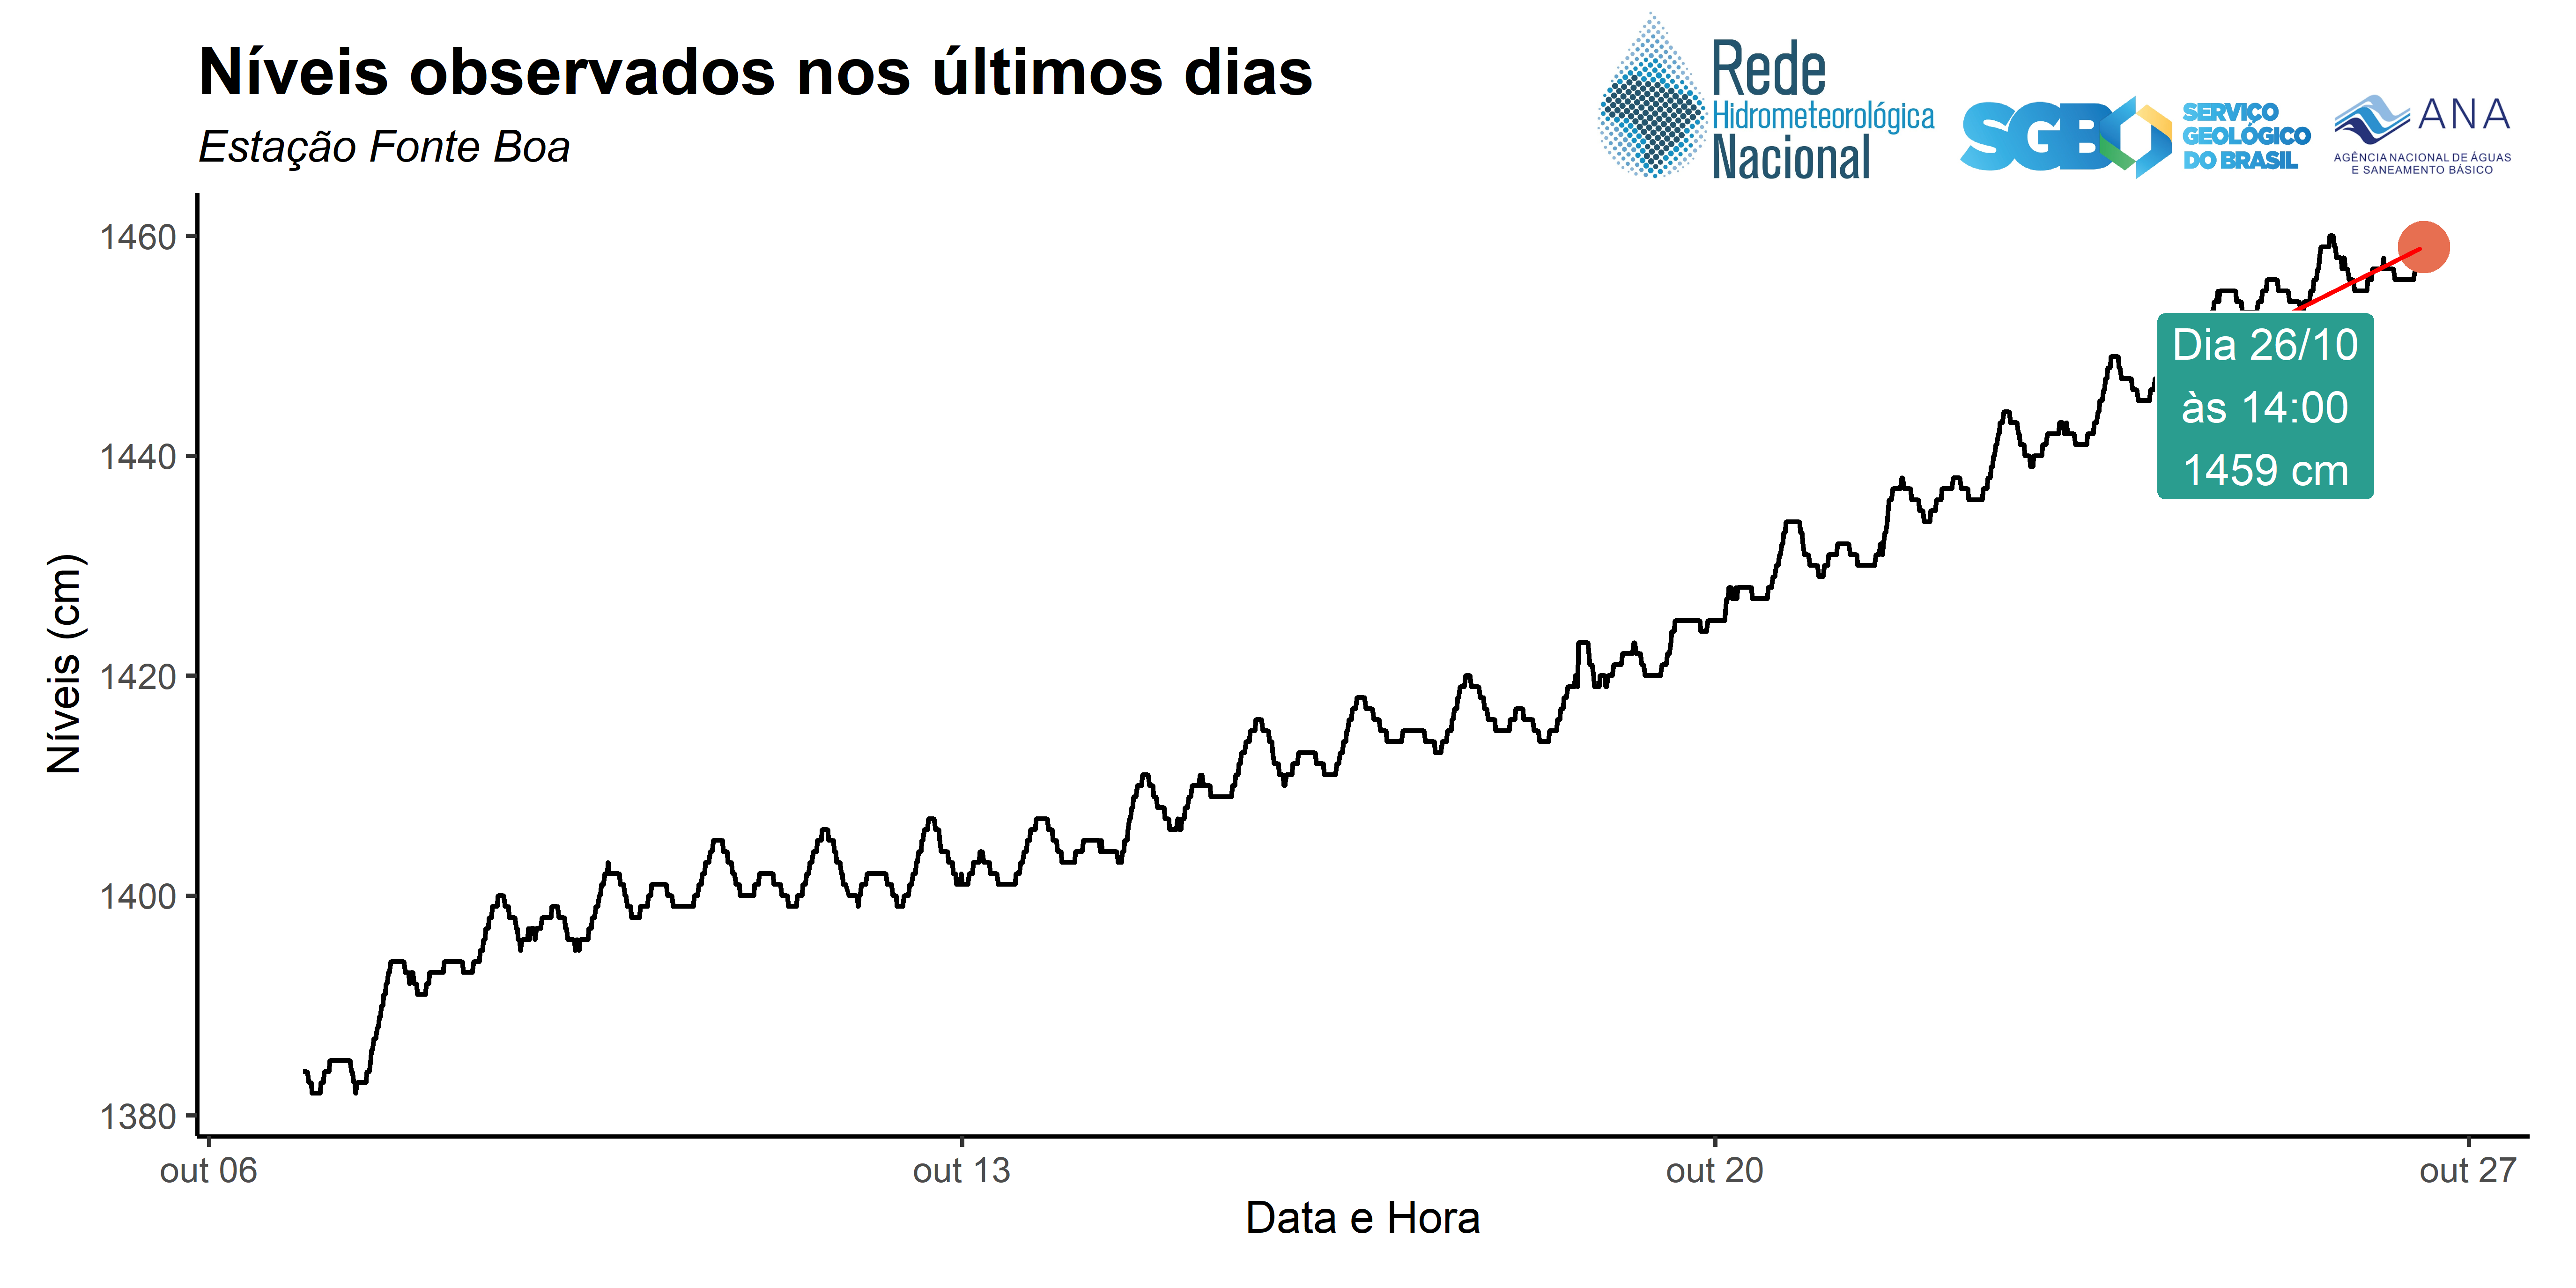 Níveis observados nos últimos dias
Estação Fonte Boa
Rede
Hidrometeorológica
Nacional
SGB
SERVIÇO
GEOLÓGICO
DO BRASIL
ANA
AGÊNCIA NACIONAL DE ÁGUAS
E SANEAMENTO BÁSICO
1460
1440
1420
1400
1380
Níveis (cm)
Dia 26/10
às 14:00
1459 cm
out 06
out 13
out 20
out 27
Data e Hora